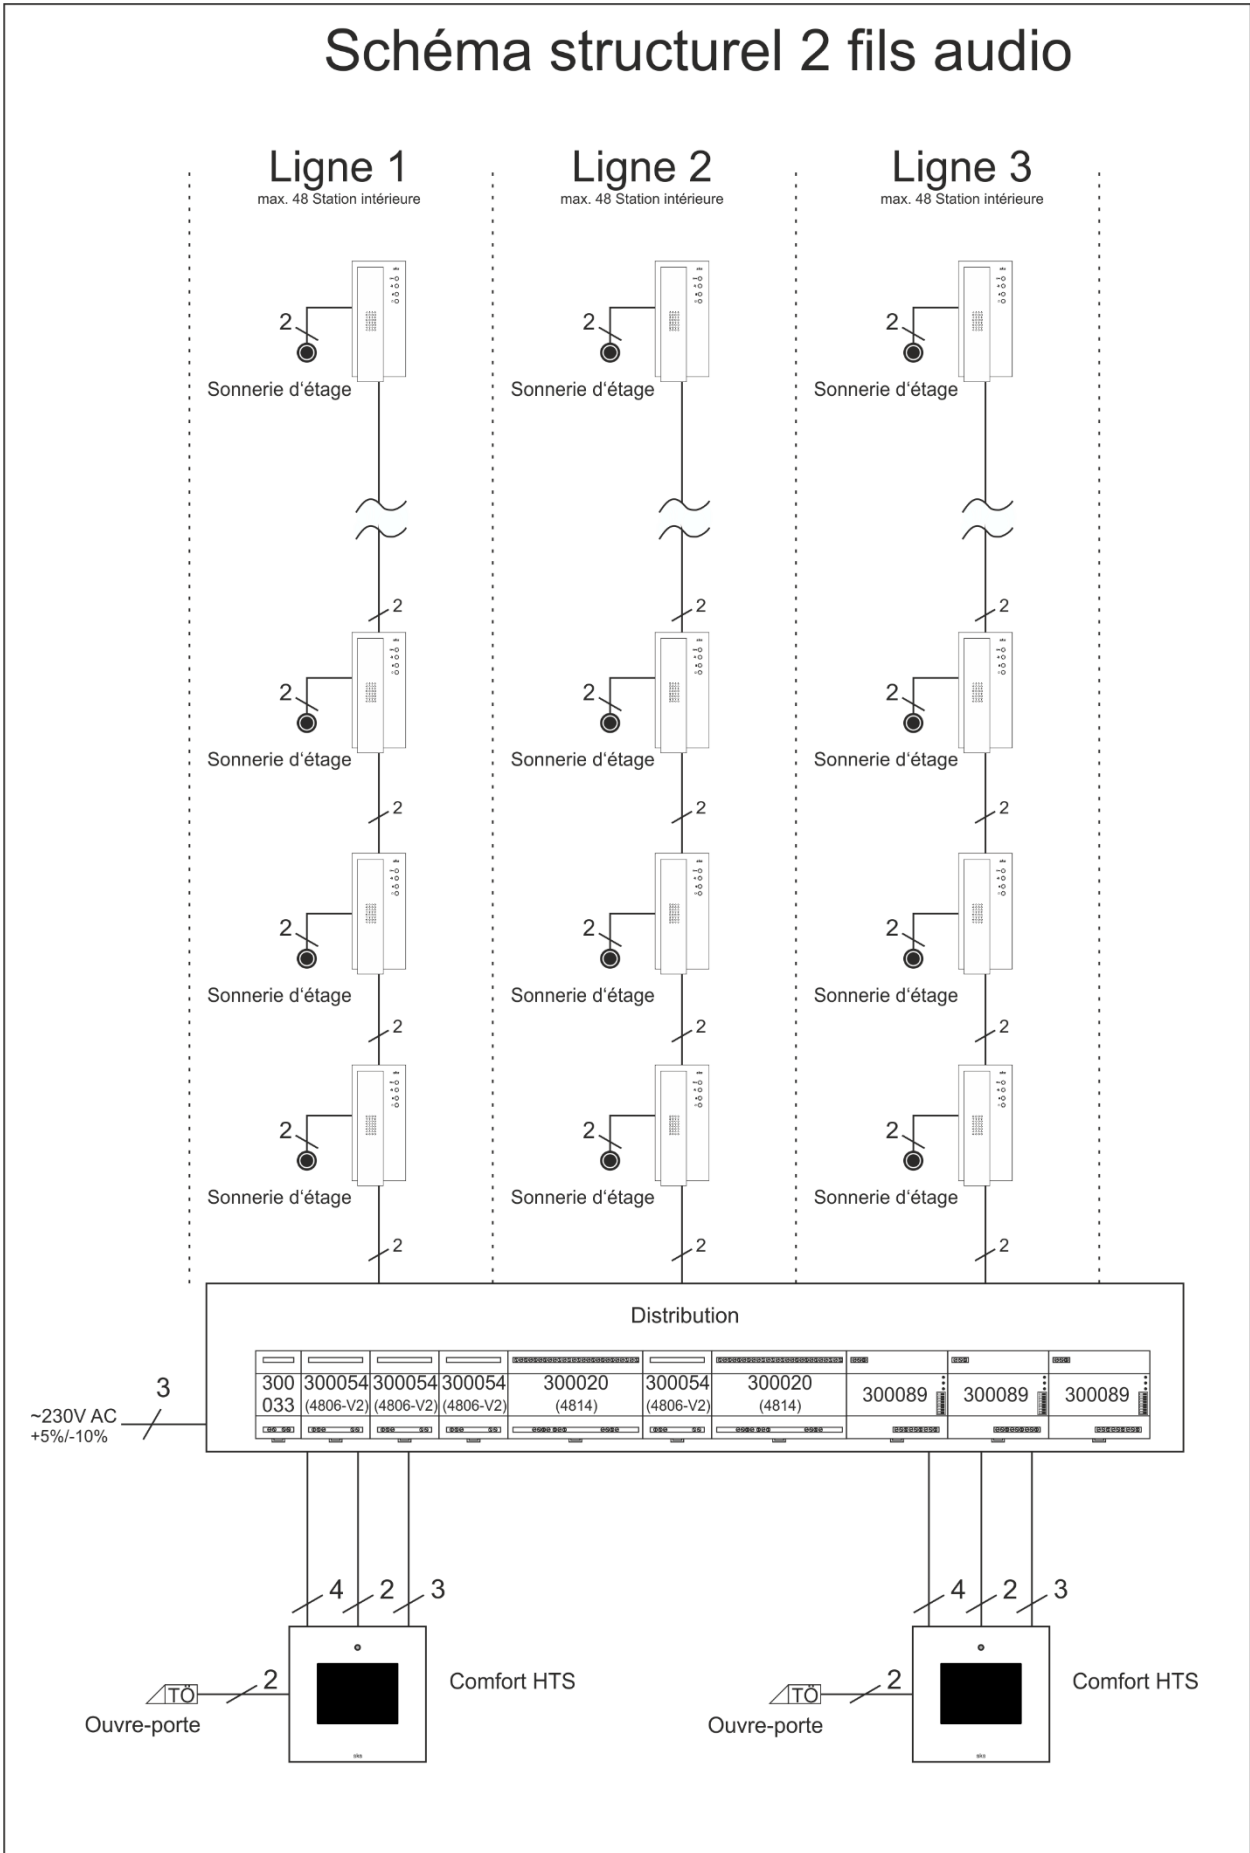 Schéma structurel 2 fils audio
Ligne 1 Ligne 2 Ligne 3
max. 48 Station intérieure max. 48 Station intérieure max. 48 Station intérieure
2 2 2
Sonnerie d'étage Sonnerie d'étage Sonnerie d'étage
2 2 2
2 2 2
Sonnerie d'étage Sonnerie d'étage Sonnerie d'étage
2 2 2
2 2 2
Sonnerie d'étage Sonnerie d'étage Sonnerie d'étage
2 2 2
2 2 2
Sonnerie d'étage Sonnerie d'étage Sonnerie d'étage
2 2 2
Distribution
300 033
300054 (4806-V2)
300054 (4806-V2)
300054 (4806-V2)
300020 (4814)
300054 (4806-V2)
300020 (4814)
300089
300089
300089
3
~230V AC
+5%/-10%
4 2 3 4 2 3
TÖ 2 Comfort HTS TÖ 2 Comfort HTS
Ouvre-porte Ouvre-porte